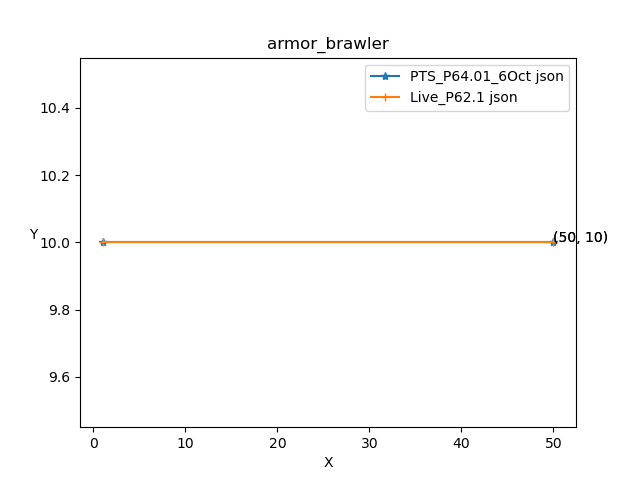 armor_brawler
PTS_P64.01_6Oct json
Live_P62.1 json
10.4
10.2
10.0
9.8
9.6
Y
(50, 10)
0 10 20 30 40 50
X